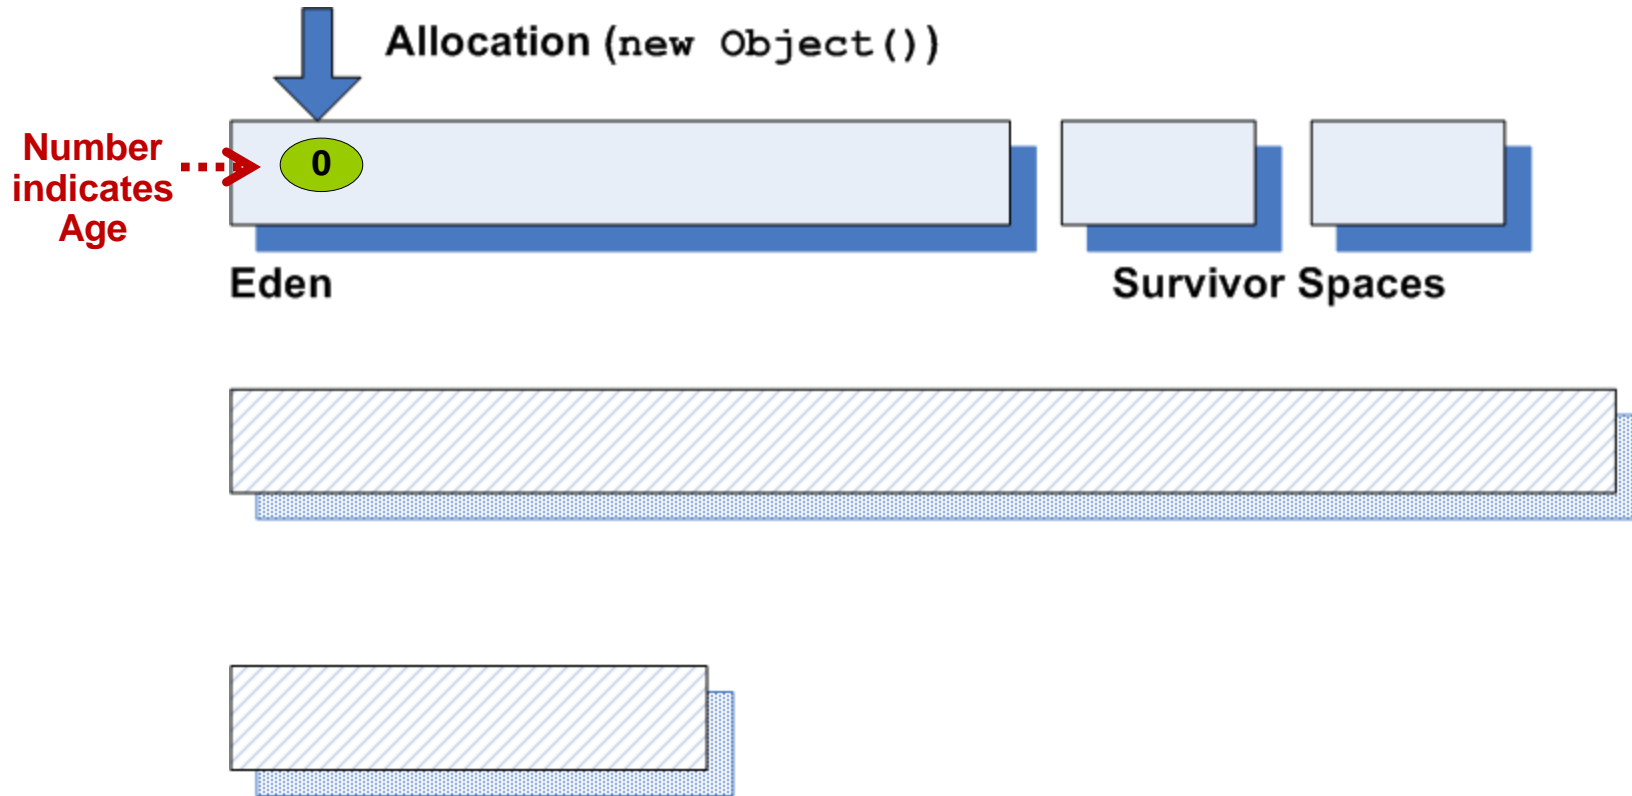 Allocation (new Object())
Number
indicates
Age
0
Eden
Survivor Spaces